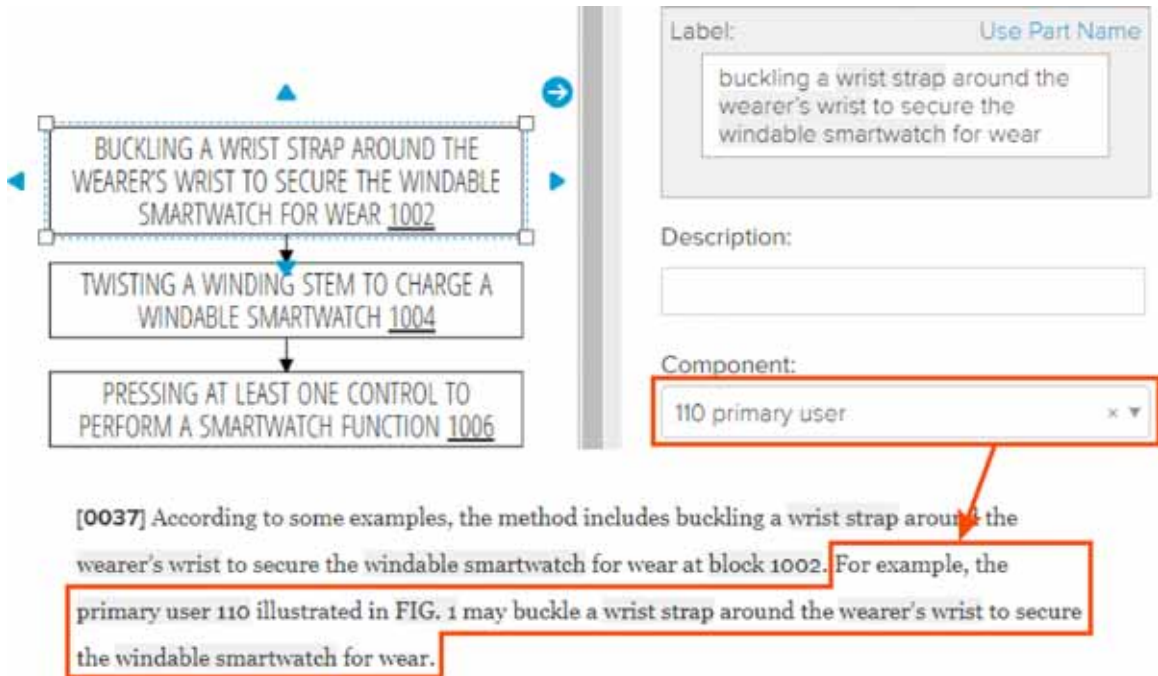 BUCKLING A WRIST STRAP AROUND THE
WEARER'S WRIST TO SECURE THE WINDABLE
SMARTWATCH FOR WEAR 1002
TWISTING A WINDING STEM TO CHARGE A
WINDABLE SMARTWATCH 1004
PRESSING AT LEAST ONE CONTROL TO
PERFORM A SMARTWATCH FUNCTION 1006
Label: Use Part Name
buckling a wrist strap around the
wearer's wrist to secure the
windable smartwatch for wear
Description:
Component:
110 primary user × ▼
[0037] According to some examples, the method includes buckling a wrist strap around the
wearer's wrist to secure the windable smartwatch for wear at block 1002. For example, the
primary user 110 illustrated in FIG. 1 may buckle a wrist strap around the wearer's wrist to secure
the windable smartwatch for wear.